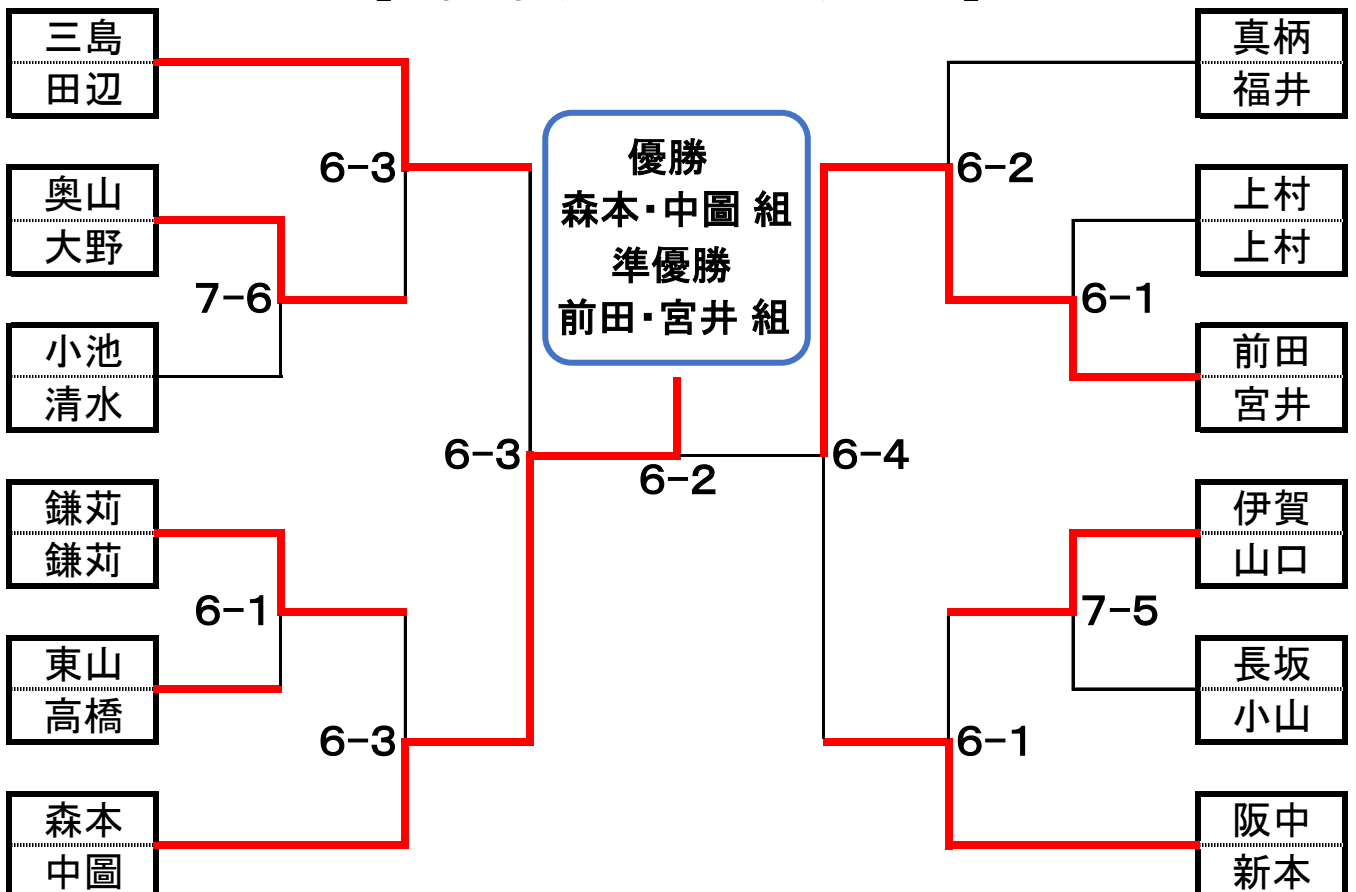 三島
田辺
奥山
大野
小池
清水
鎌苅
鎌苅
東山
高橋
森本
中圖
6-3
7-6
6-3
6-1
6-3
優勝
森本・中圖 組
準優勝
前田・宮井 組
6-2
6-2
6-1
6-4
7-5
6-1
真柄
福井
上村
上村
前田
宮井
伊賀
山口
長坂
小山
阪中
新本